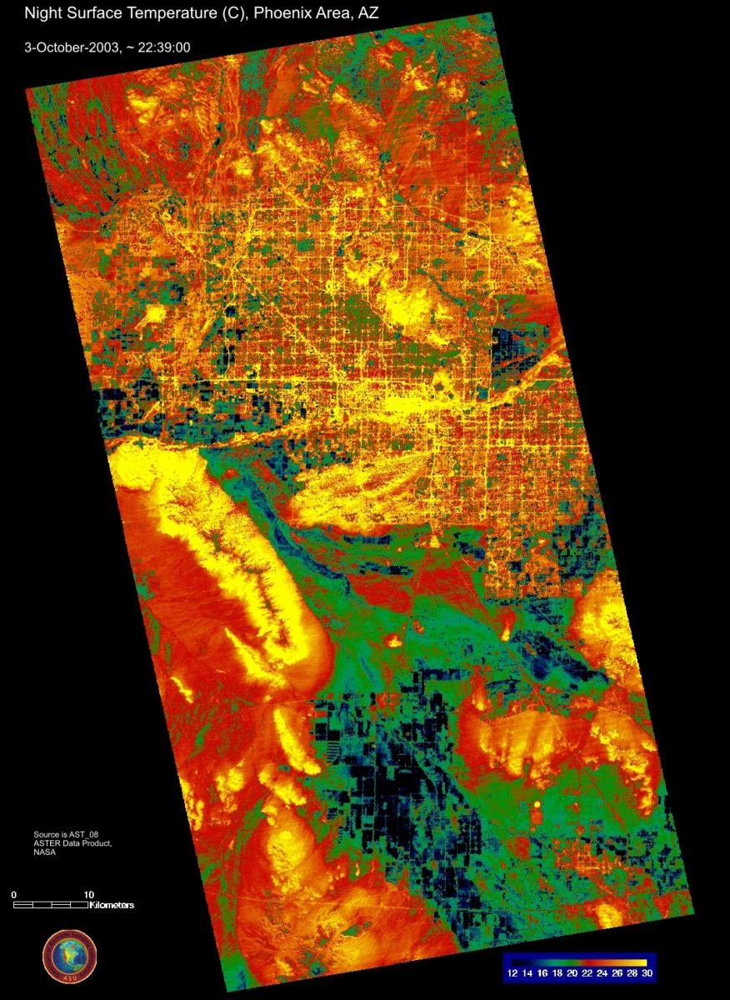 Night Surface Temperature (C), Phoenix Area, AZ
3-October-2003, ~ 22:39:00
Source is AST_08
ASTER Data Product,
NASA
0 10
Kilometers
ASU
12 14 16 18 20 22 24 26 28 30